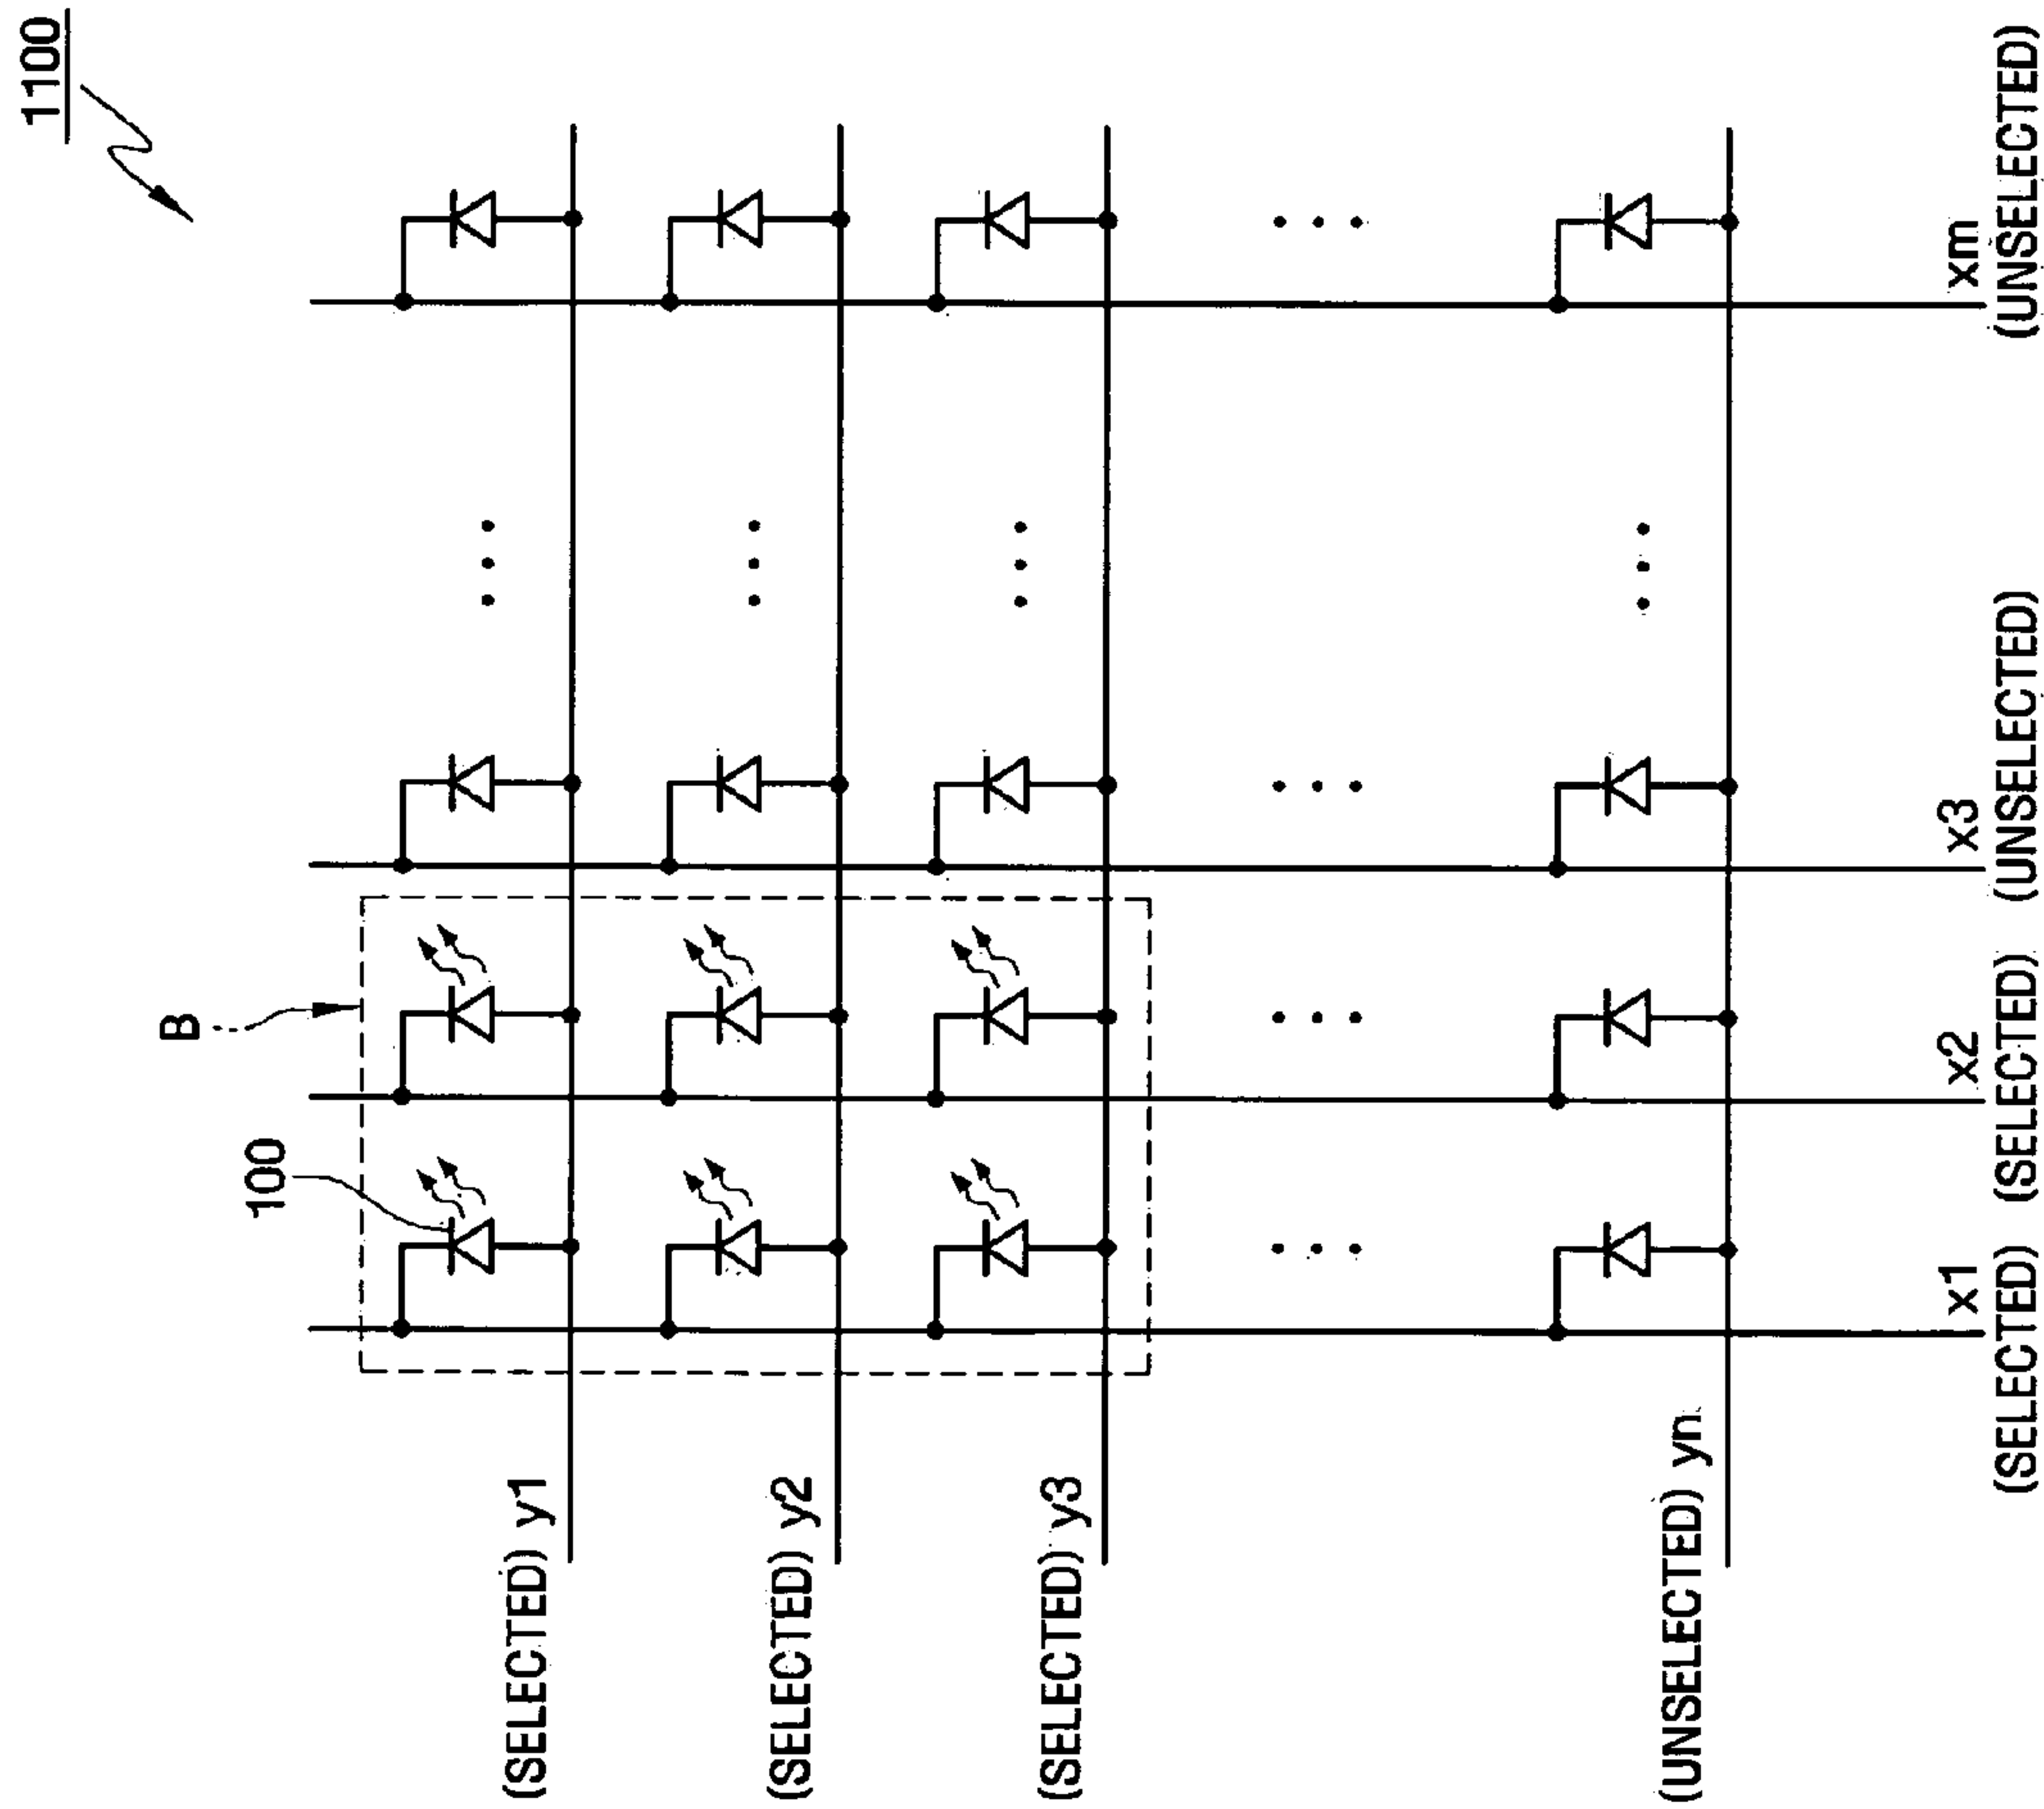 1100
B
100
(SELECTED) y1
(SELECTED) y2
(SELECTED) y3
(UNSELECTED) yn
x1
(SELECTED)
x2
(SELECTED)
x3
(UNSELECTED)
xm
(UNSELECTED)